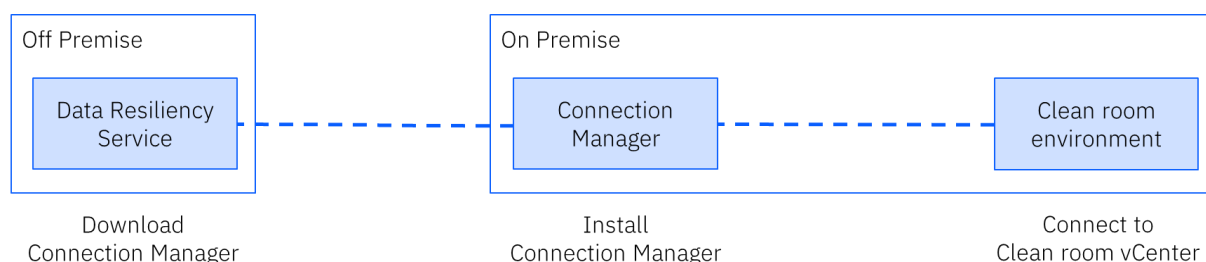 Off Premise
Data Resiliency
Service
Download
Connection Manager
On Premise
Connection
Manager
Install
Connection Manager
Clean room
environment
Connect to
Clean room vCenter